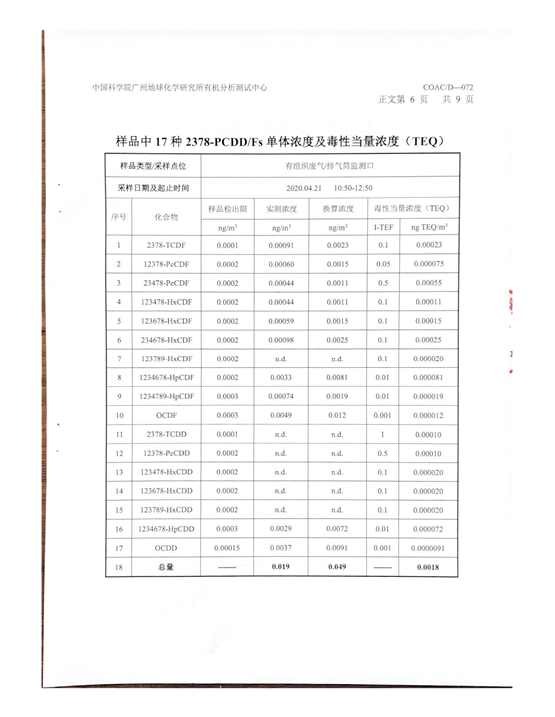 中国科学院广州地球化学研究所有机分析测试中心 COAC/D—072
正文第 6 页 共 9 页
样品中 17 种 2378-PCDD/Fs 单体浓度及毒性当量浓度（TEQ）
样品类型/采样点位 有组织废气/排气筒监测口
采样日期及起止时间 2020.04.21 10:50-12:50
序号 化合物 样品检出限 实测浓度 换算浓度 毒性当量浓度（TEQ）
ng/m³ ng/m³ ng/m³ I-TEF ng TEQ/m³
1 2378-TCDF 0.0001 0.00091 0.0023 0.1 0.00023
2 12378-PeCDF 0.0002 0.00060 0.0015 0.05 0.000075
3 23478-PeCDF 0.0002 0.00044 0.0011 0.5 0.00055
4 123478-HxCDF 0.0002 0.00044 0.0011 0.1 0.00011
5 123678-HxCDF 0.0002 0.00059 0.0015 0.1 0.00015
6 234678-HxCDF 0.0002 0.00098 0.0025 0.1 0.00025
7 123789-HxCDF 0.0002 n.d. n.d. 0.1 0.000020
8 1234678-HpCDF 0.0002 0.0033 0.0081 0.01 0.000081
9 1234789-HpCDF 0.0003 0.00074 0.0019 0.01 0.000019
10 OCDF 0.0003 0.0049 0.012 0.001 0.000012
11 2378-TCDD 0.0001 n.d. n.d. 1 0.00010
12 12378-PeCDD 0.0002 n.d. n.d. 0.5 0.00010
13 123478-HxCDD 0.0002 n.d. n.d. 0.1 0.000020
14 123678-HxCDD 0.0002 n.d. n.d. 0.1 0.000020
15 123789-HxCDD 0.0002 n.d. n.d. 0.1 0.000020
16 1234678-HpCDD 0.0003 0.0029 0.0072 0.01 0.000072
17 OCDD 0.00015 0.0037 0.0091 0.001 0.0000091
18 总量 ------- 0.019 0.049 ------- 0.0018